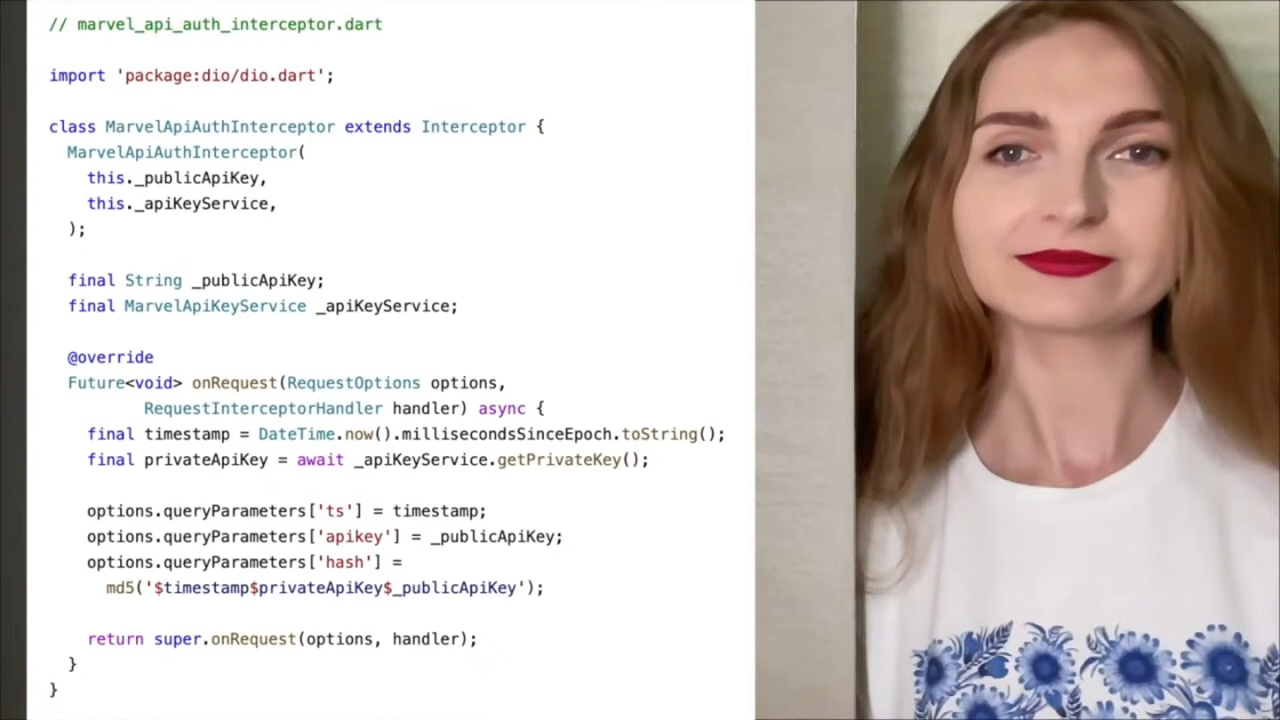 // marvel_api_auth_interceptor.dart
import 'package:dio/dio.dart';
class MarvelApiAuthInterceptor extends Interceptor {
MarvelApiAuthInterceptor(
this._publicApiKey,
this._apiKeyService,
);
final String _publicApiKey;
final MarvelApiKeyService _apiKeyService;
@override
Future<void> onRequest(RequestOptions options,
RequestInterceptorHandler handler) async {
final timestamp = DateTime.now().millisecondsSinceEpoch.toString();
final privateApiKey = await _apiKeyService.getPrivateKey();
options.queryParameters['ts'] = timestamp;
options.queryParameters['apikey'] = _publicApiKey;
options.queryParameters['hash'] =
md5('$timestamp$privateApiKey$_publicApiKey');
return super.onRequest(options, handler);
}
}